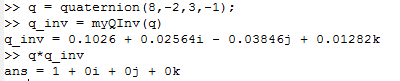 >> q = quaternion(8,-2,3,-1);
>> q_inv = myQInv(q)
q_inv = 0.1026 + 0.02564i - 0.03846j + 0.01282k
>> q*q_inv
ans = 1 + 0i + 0j + 0k